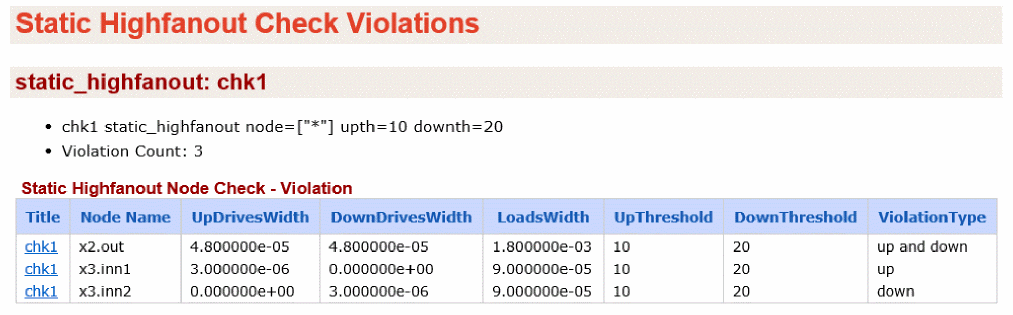 Static Highfanout Check Violations
static_highfanout: chk1
• chk1 static_highfanout node=["*"] upth=10 downth=20
• Violation Count: 3
Static Highfanout Node Check - Violation
Title Node Name UpDrivesWidth DownDrivesWidth LoadsWidth UpThreshold DownThreshold ViolationType
chk1 x2.out 4.800000e-05 4.800000e-05 1.800000e-03 10 20 up and down
chk1 x3.inn1 3.000000e-06 0.000000e+00 9.000000e-05 10 20 up
chk1 x3.inn2 0.000000e+00 3.000000e-06 9.000000e-05 10 20 down